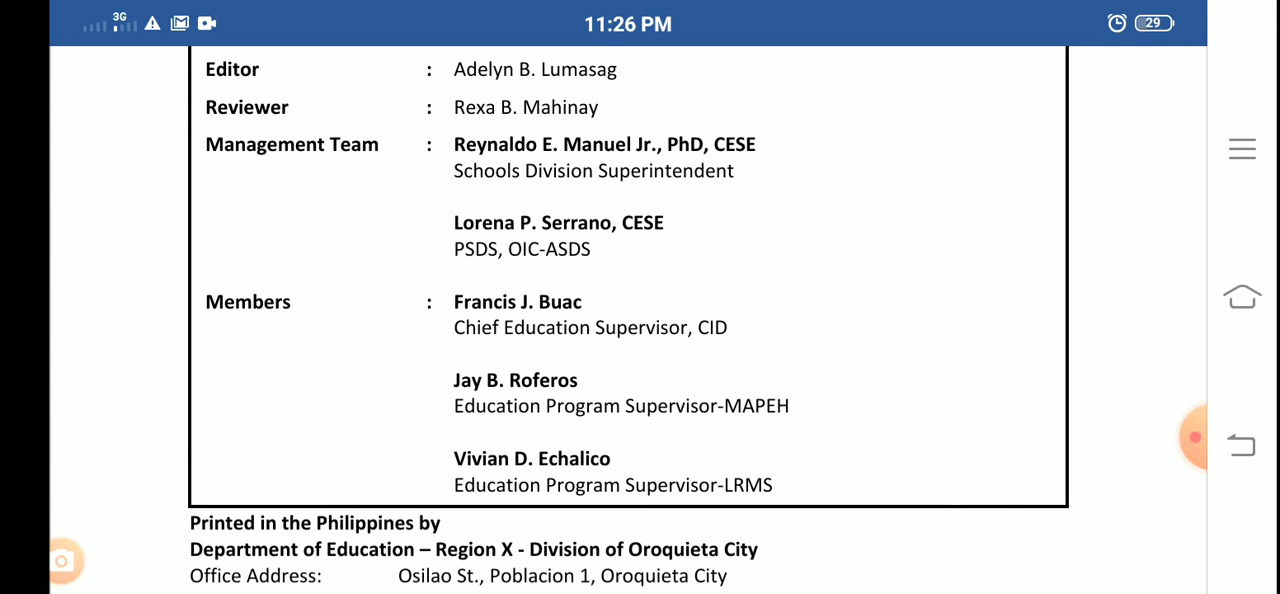 3G
11:26 PM
29
Editor : Adelyn B. Lumasag
Reviewer : Rexa B. Mahinay
Management Team : Reynaldo E. Manuel Jr., PhD, CESE
Schools Division Superintendent
Lorena P. Serrano, CESE
PSDS, OIC-ASDS
Members : Francis J. Buac
Chief Education Supervisor, CID
Jay B. Roferos
Education Program Supervisor-MAPEH
Vivian D. Echalico
Education Program Supervisor-LRMS
Printed in the Philippines by
Department of Education – Region X - Division of Oroquieta City
Office Address: Osilao St., Poblacion 1, Oroquieta City